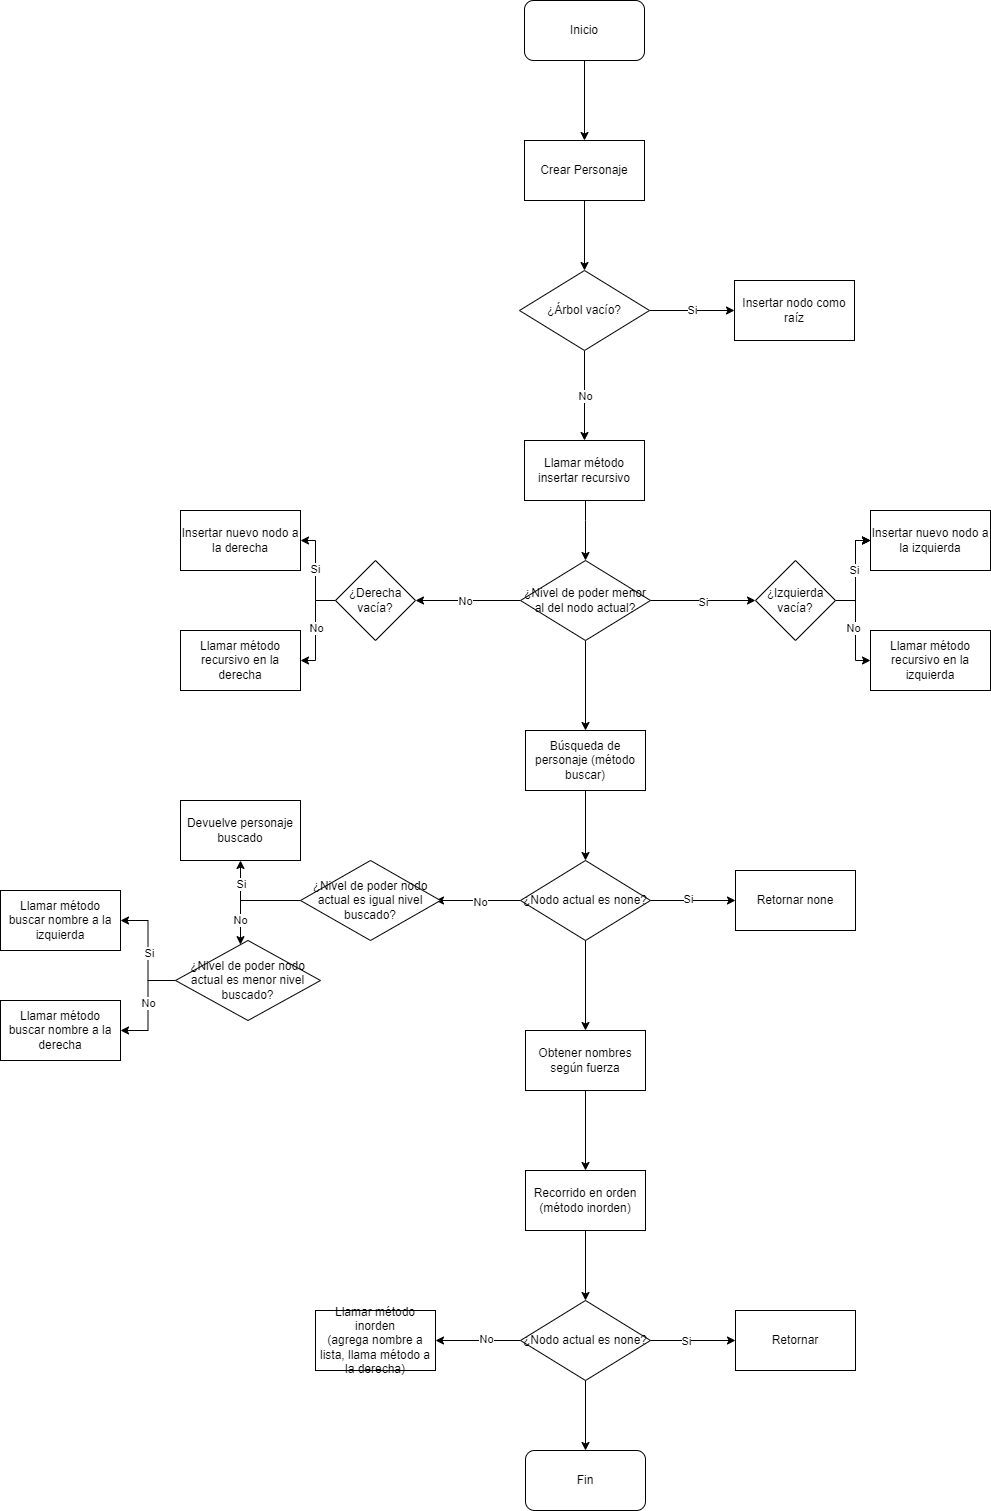 Inicio
Crear Personaje
¿Árbol vacío?
Si
Insertar nodo como
raíz
No
Llamar método
insertar recursivo
Insertar nuevo nodo a
la derecha
Si
¿Derecha
vacía?
No
Llamar método
recursivo en la
derecha
No
¿Nivel de poder menor
al del nodo actual?
Si
¿Izquierda
vacía?
Si
Insertar nuevo nodo a
la izquierda
No
Llamar método
recursivo en la
izquierda
Búsqueda de
personaje (método
buscar)
Devuelve personaje
buscado
Si
¿Nivel de poder nodo
actual es igual nivel
buscado?
No
¿Nodo actual es none?
Si
Retornar none
No
Llamar método
buscar nombre a la
izquierda
Si
¿Nivel de poder nodo
actual es menor nivel
buscado?
No
Llamar método
buscar nombre a la
derecha
Obtener nombres
según fuerza
Recorrido en orden
(método inorden)
Llamar método
inorden
(agrega nombre a
lista, llama método a
la derecha)
No
¿Nodo actual es none?
Si
Retornar
Fin